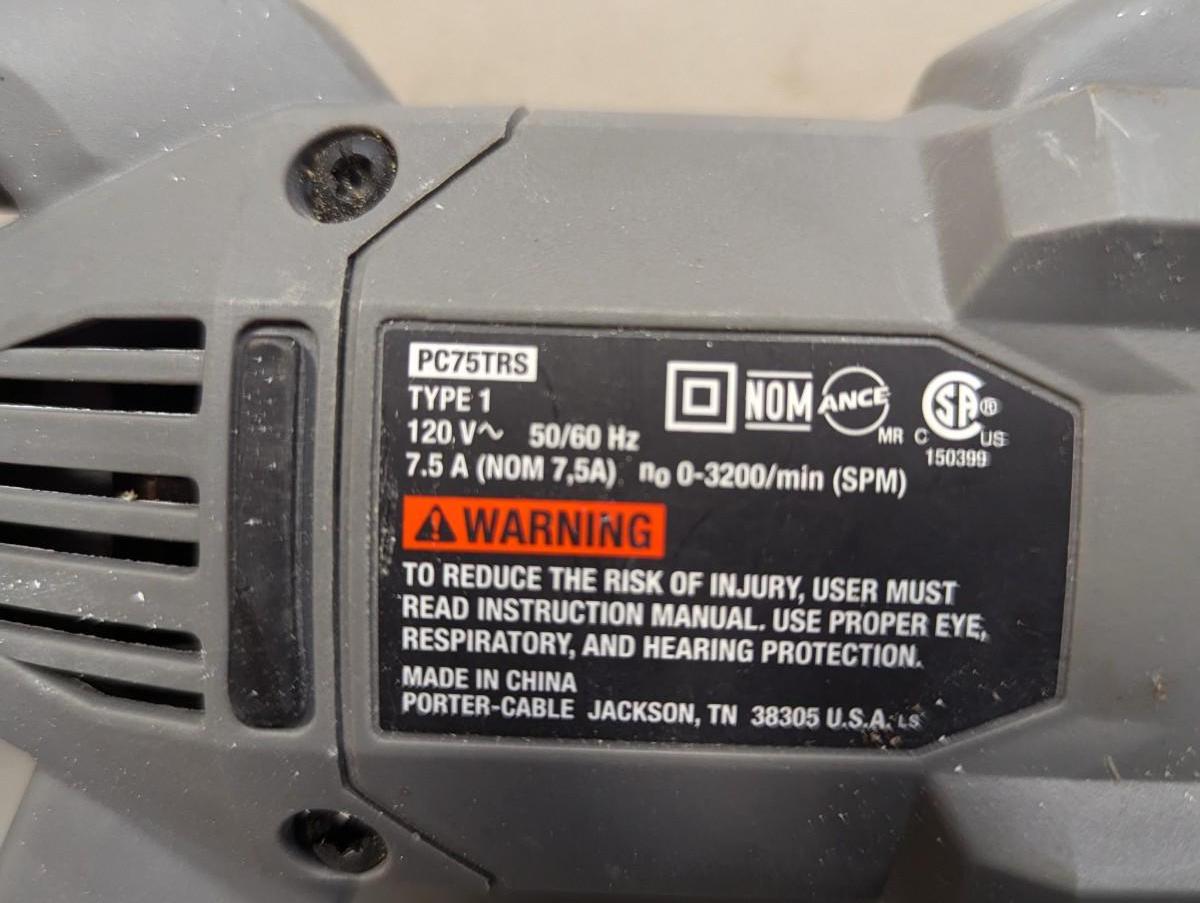 PC75TRS
TYPE 1
120 V~ 50/60 Hz
7.5 A (NOM 7,5A) no 0-3200/min (SPM)
NOM ANCE MR C SA® US
150399
WARNING
TO REDUCE THE RISK OF INJURY, USER MUST
READ INSTRUCTION MANUAL. USE PROPER EYE,
RESPIRATORY, AND HEARING PROTECTION.
MADE IN CHINA
PORTER-CABLE JACKSON, TN 38305 U.S.A. LS